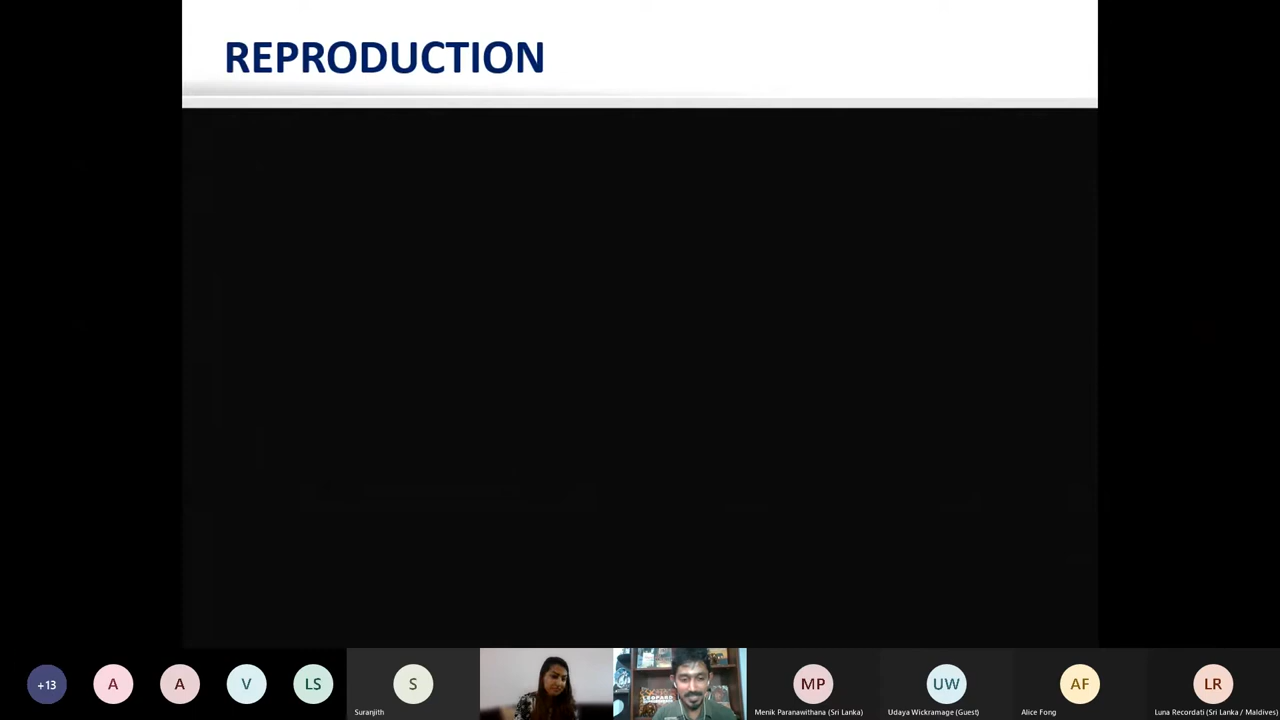 REPRODUCTION
LEOPARD
+13
A
A
V
LS
S
MP
UW
AF
LR
Suranjith
Menik Paranawithana (Sri Lanka)
Udaya Wickramage (Guest)
Alice Fong
Luna Recordati (Sri Lanka / Maldives)